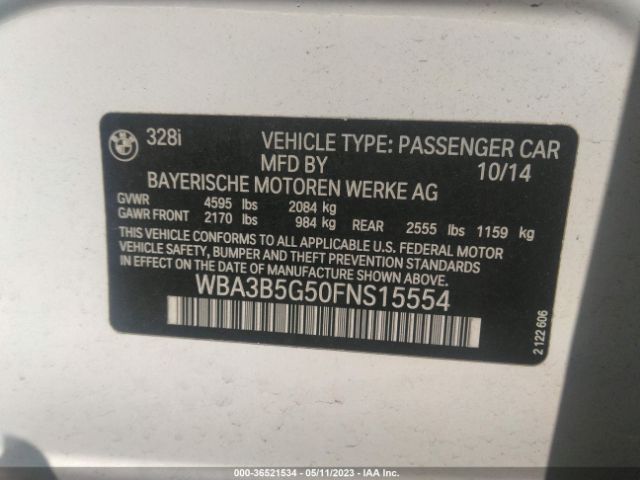 BMW 328i VEHICLE TYPE: PASSENGER CAR
MFD BY 10/14
BAYERISCHE MOTOREN WERKE AG
GVWR 4595 lbs 2084 kg
GAWR FRONT 2170 lbs 984 kg REAR 2555 lbs 1159 kg
THIS VEHICLE CONFORMS TO ALL APPLICABLE U.S. FEDERAL MOTOR
VEHICLE SAFETY, BUMPER AND THEFT PREVENTION STANDARDS
IN EFFECT ON THE DATE OF MANUFACTURE SHOWN ABOVE.
WBA3B5G50FNS15554
2 122 606
000-36521534 - 05/11/2023 - IAA Inc.